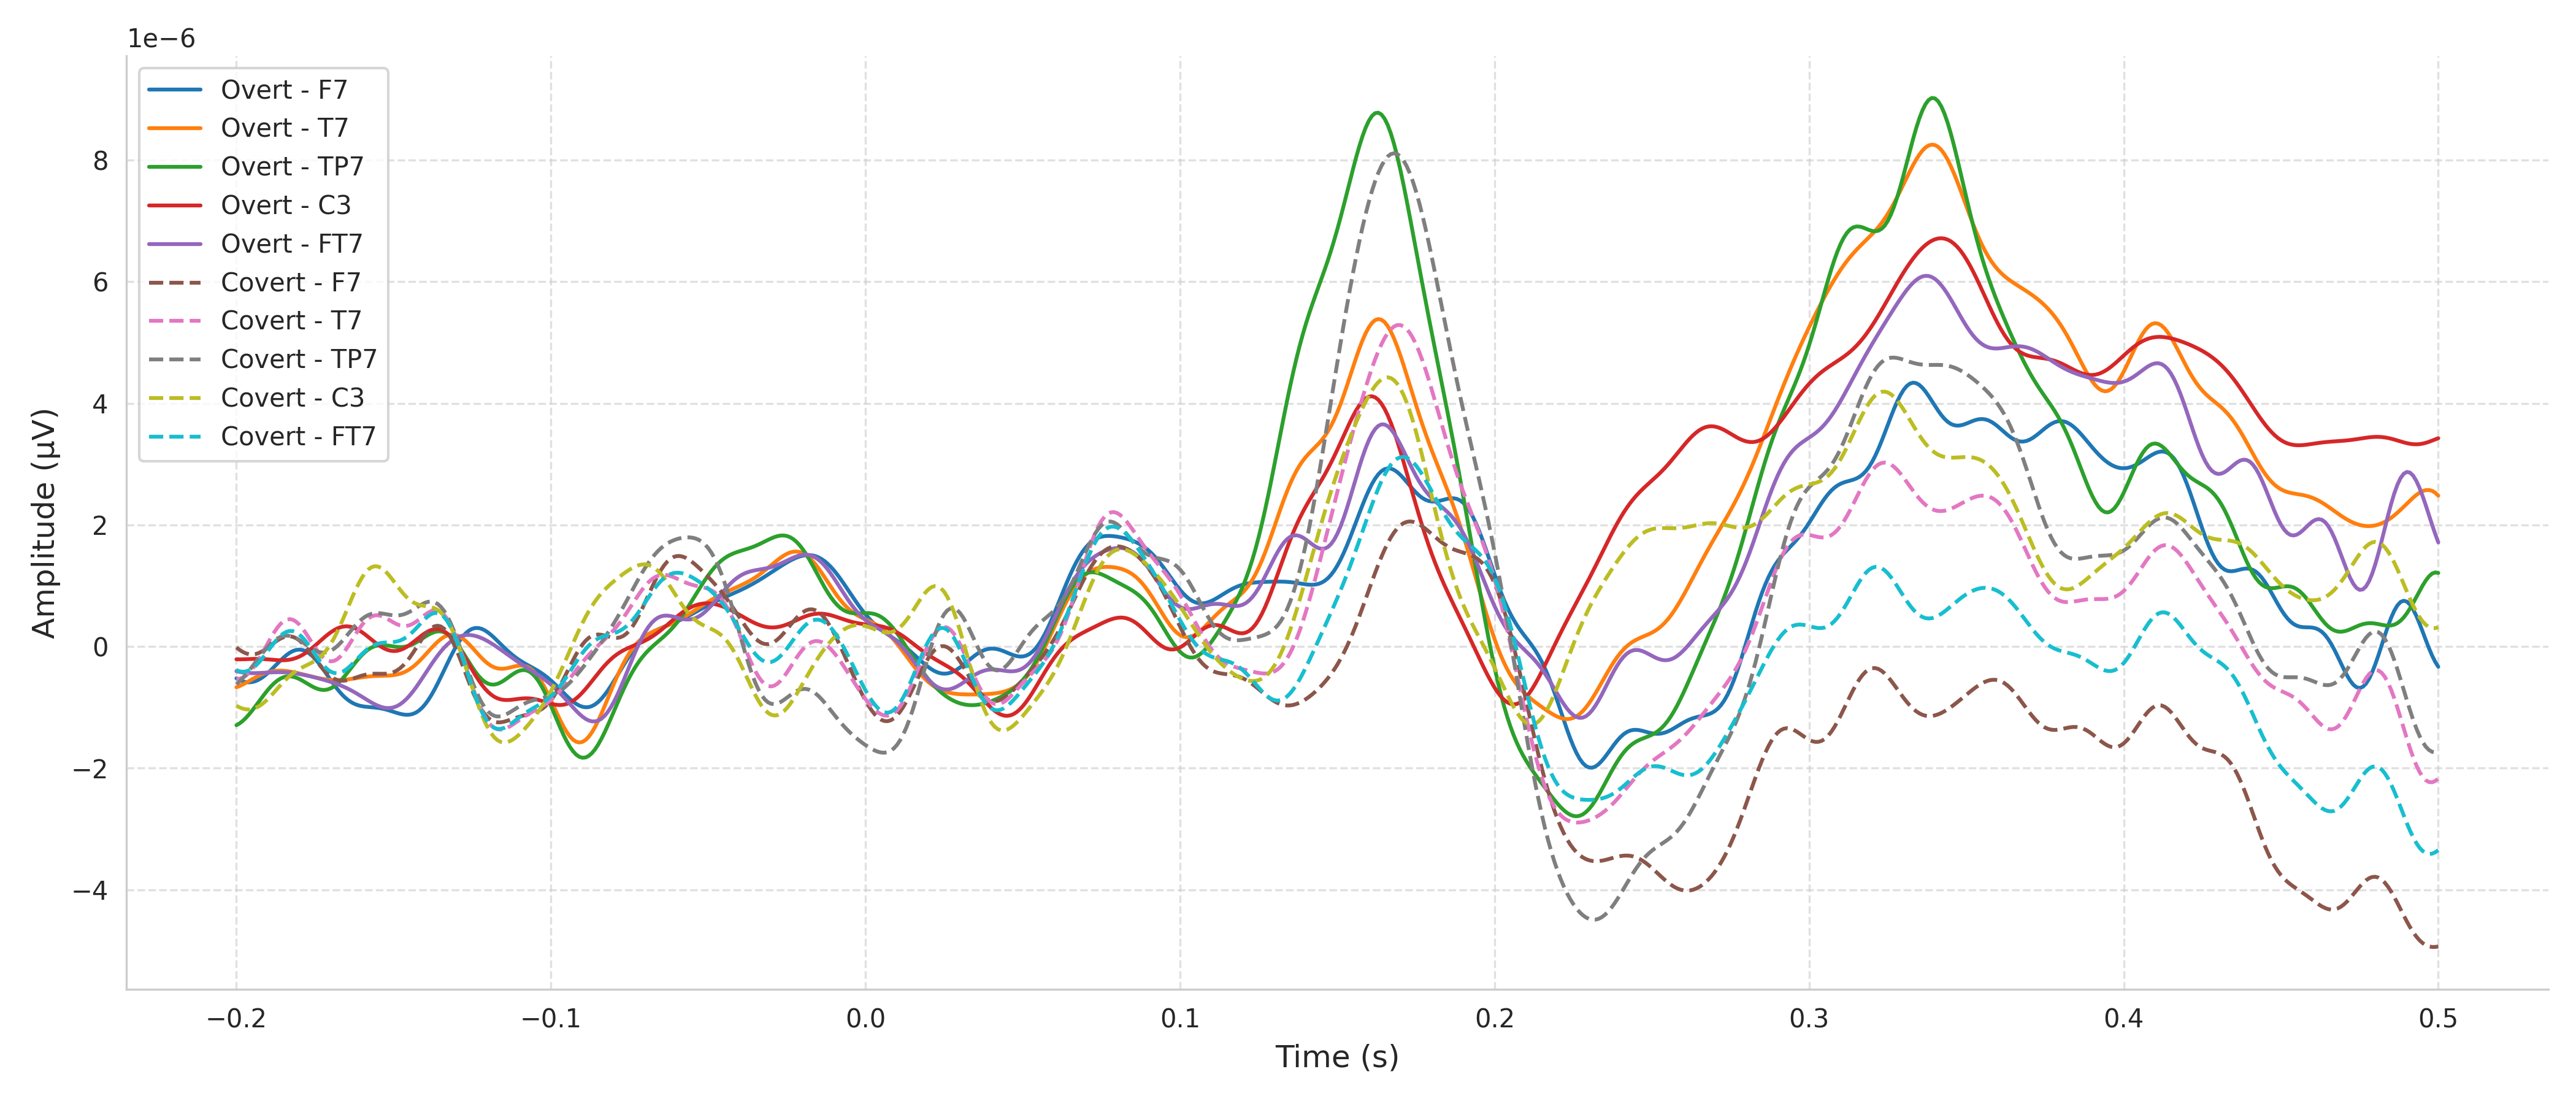 1e−6
Overt - F7
Overt - T7
Overt - TP7
Overt - C3
Overt - FT7
Covert - F7
Covert - T7
Covert - TP7
Covert - C3
Covert - FT7
8
6
4
2
0
−2
−4
Amplitude (µV)
−0.2 −0.1 0.0 0.1 0.2 0.3 0.4 0.5
Time (s)